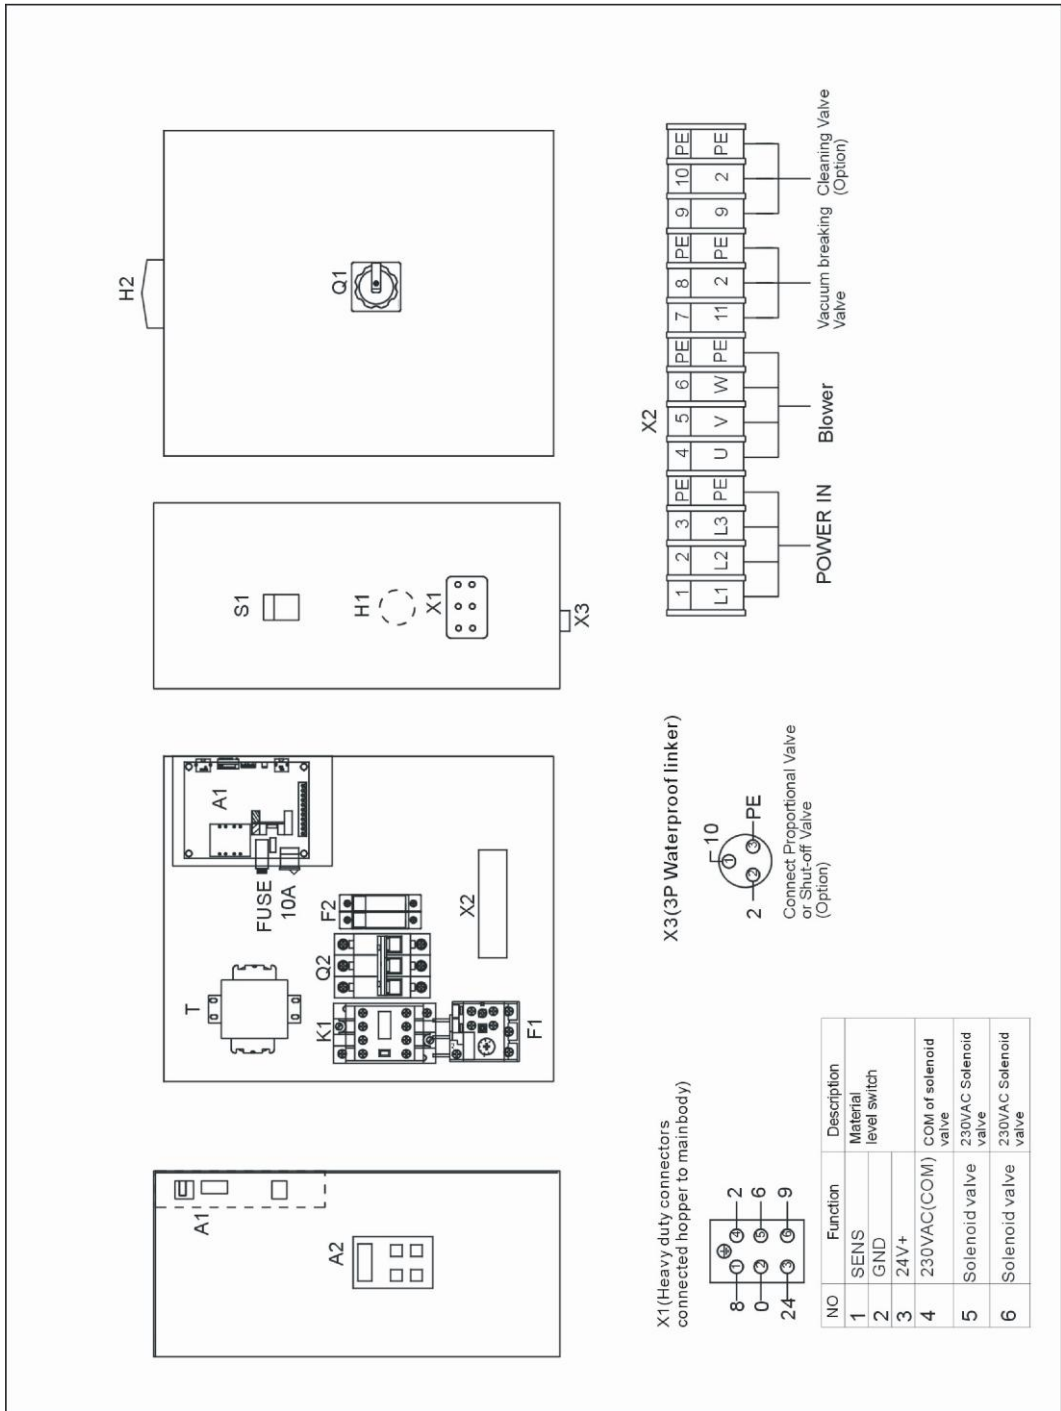 A1
A2
T
FUSE
10A
A1
K1
Q2
F2
F1
X2
S1
H1
X1
X3
H2
Q1
X1(Heavy duty connectors
connected hopper to mainbody)
8 1 4 2
0 2 5 6
24 3 6 9
NO Function Description
1 SENS Material
level switch
2 GND
3 24V+
4 230VAC(COM) COM of solenoid
valve
5 Solenoid valve 230VAC Solenoid
valve
6 Solenoid valve 230VAC Solenoid
valve
X3(3P Waterproof linker)
10
1
2 2 3 PE
Connect Proportional Valve
or Shut-off Valve
(Option)
X2
1 2 3 PE 4 5 6 PE 7 8 PE 9 10 PE
L1 L2 L3 PE U V W PE 11 2 PE 9 2 PE
POWER IN
Blower
Vacuum breaking
Valve
Cleaning Valve
(Option)